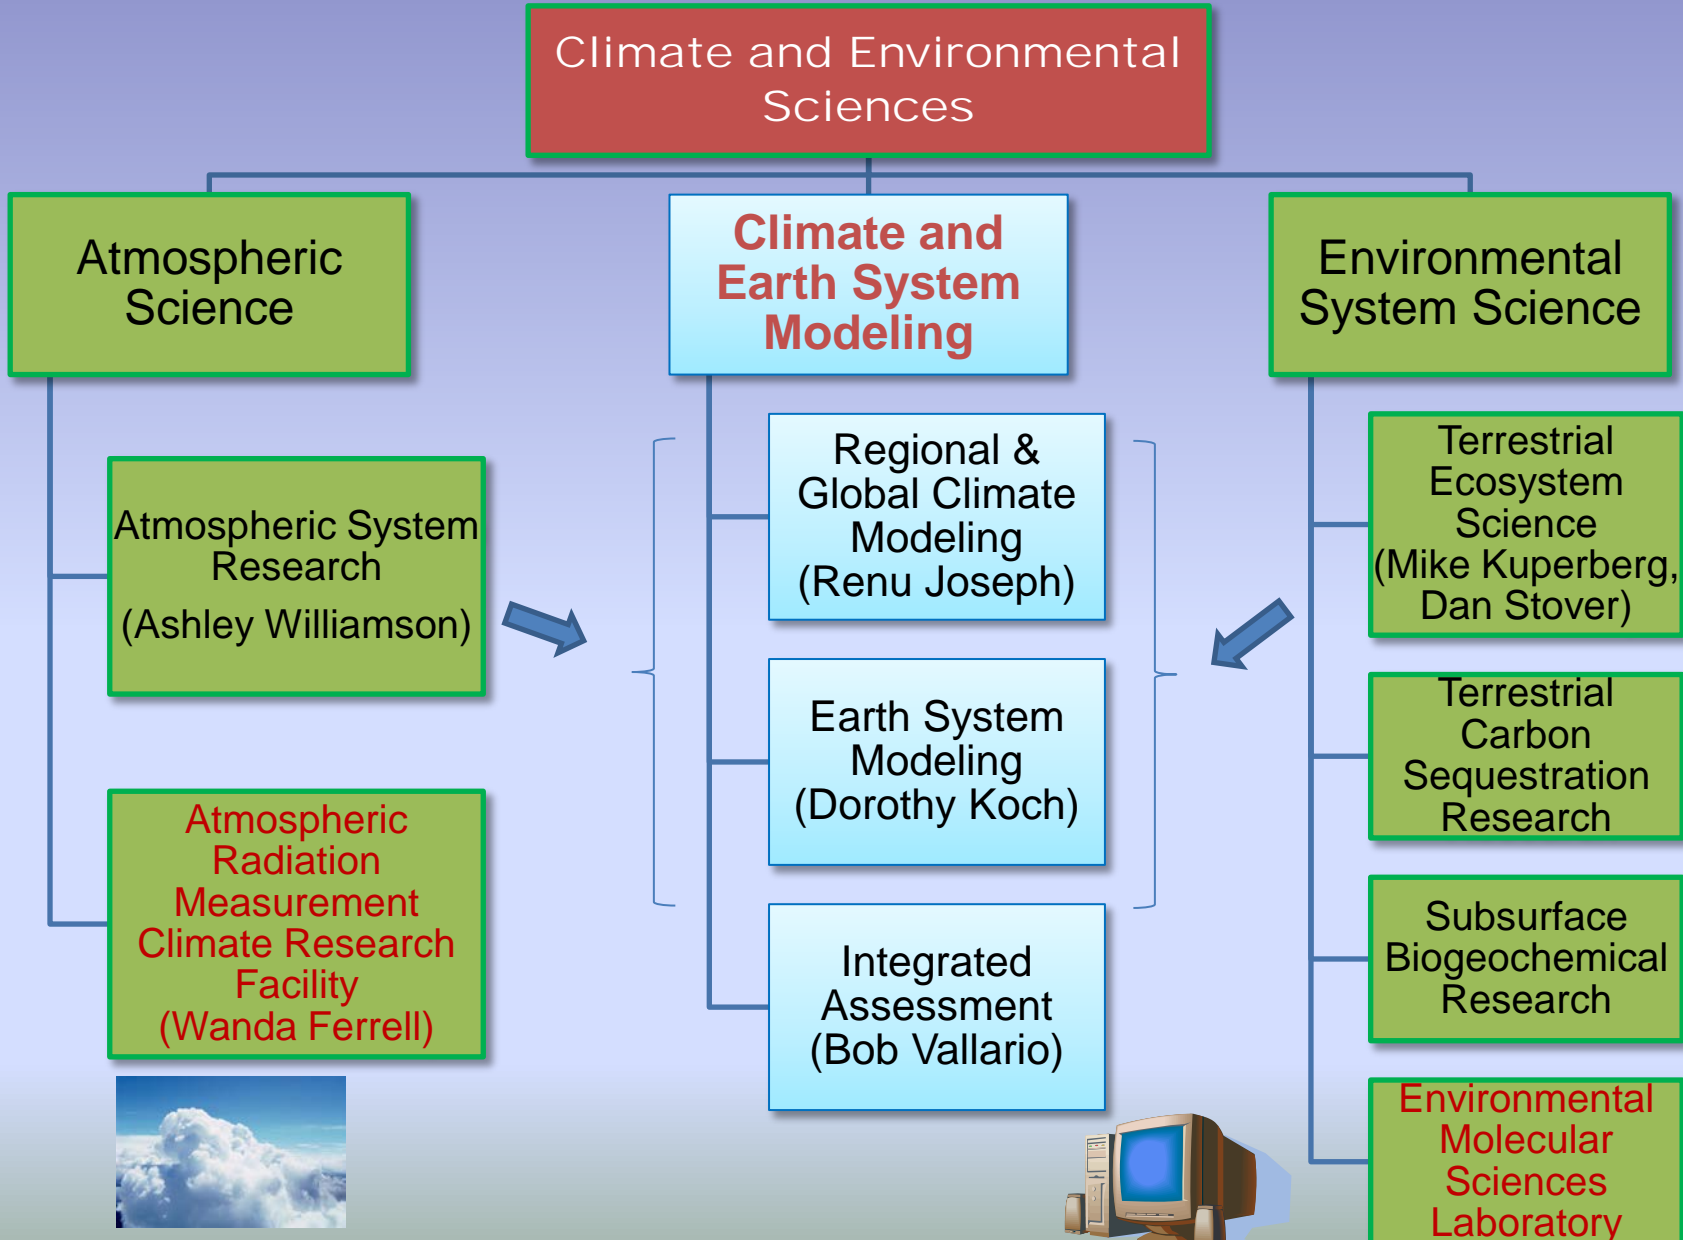 Climate and Environmental
Sciences
Atmospheric
Science
Climate and
Earth System
Modeling
Environmental
System Science
Atmospheric System
Research
(Ashley Williamson)
Atmospheric
Radiation
Measurement
Climate Research
Facility
(Wanda Ferrell)
Regional &
Global Climate
Modeling
(Renu Joseph)
Earth System
Modeling
(Dorothy Koch)
Integrated
Assessment
(Bob Vallario)
Terrestrial
Ecosystem
Science
(Mike Kuperberg,
Dan Stover)
Terrestrial
Carbon
Sequestration
Research
Subsurface
Biogeochemical
Research
Environmental
Molecular
Sciences
Laboratory